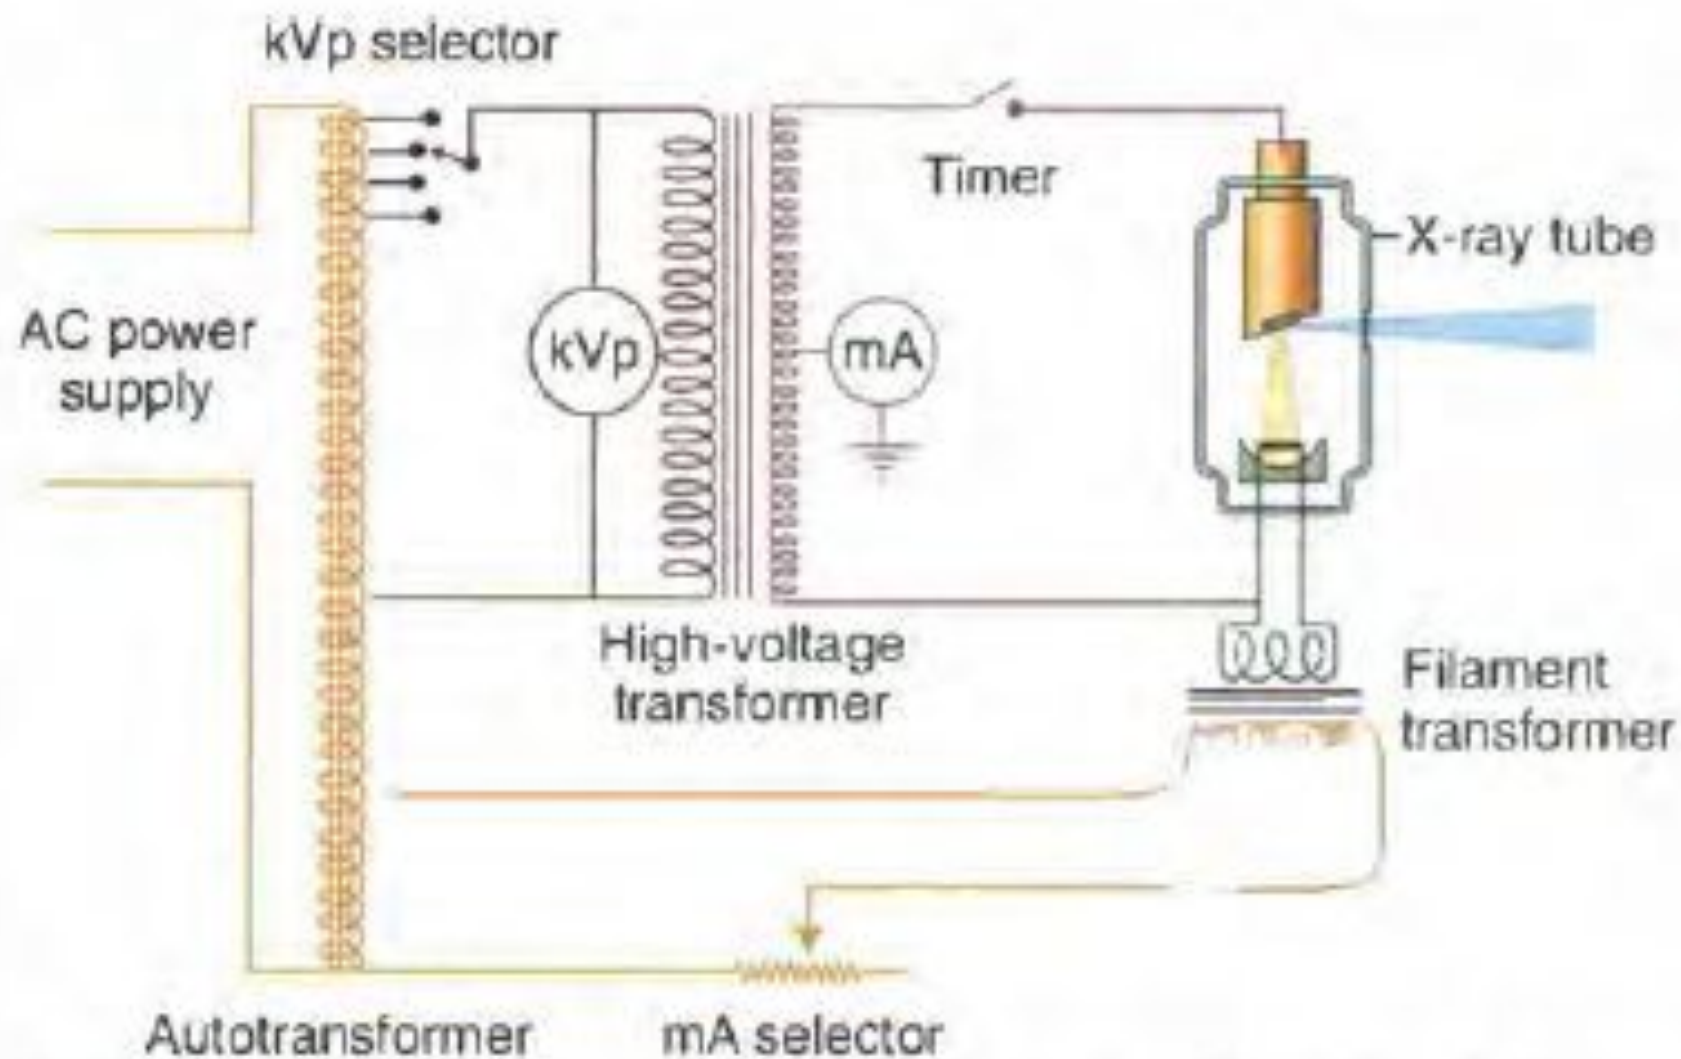 kVp selector
Timer
X-ray tube
AC power
supply
kVp
mA
High-voltage
transformer
Filament
transformer
Autotransformer
mA selector